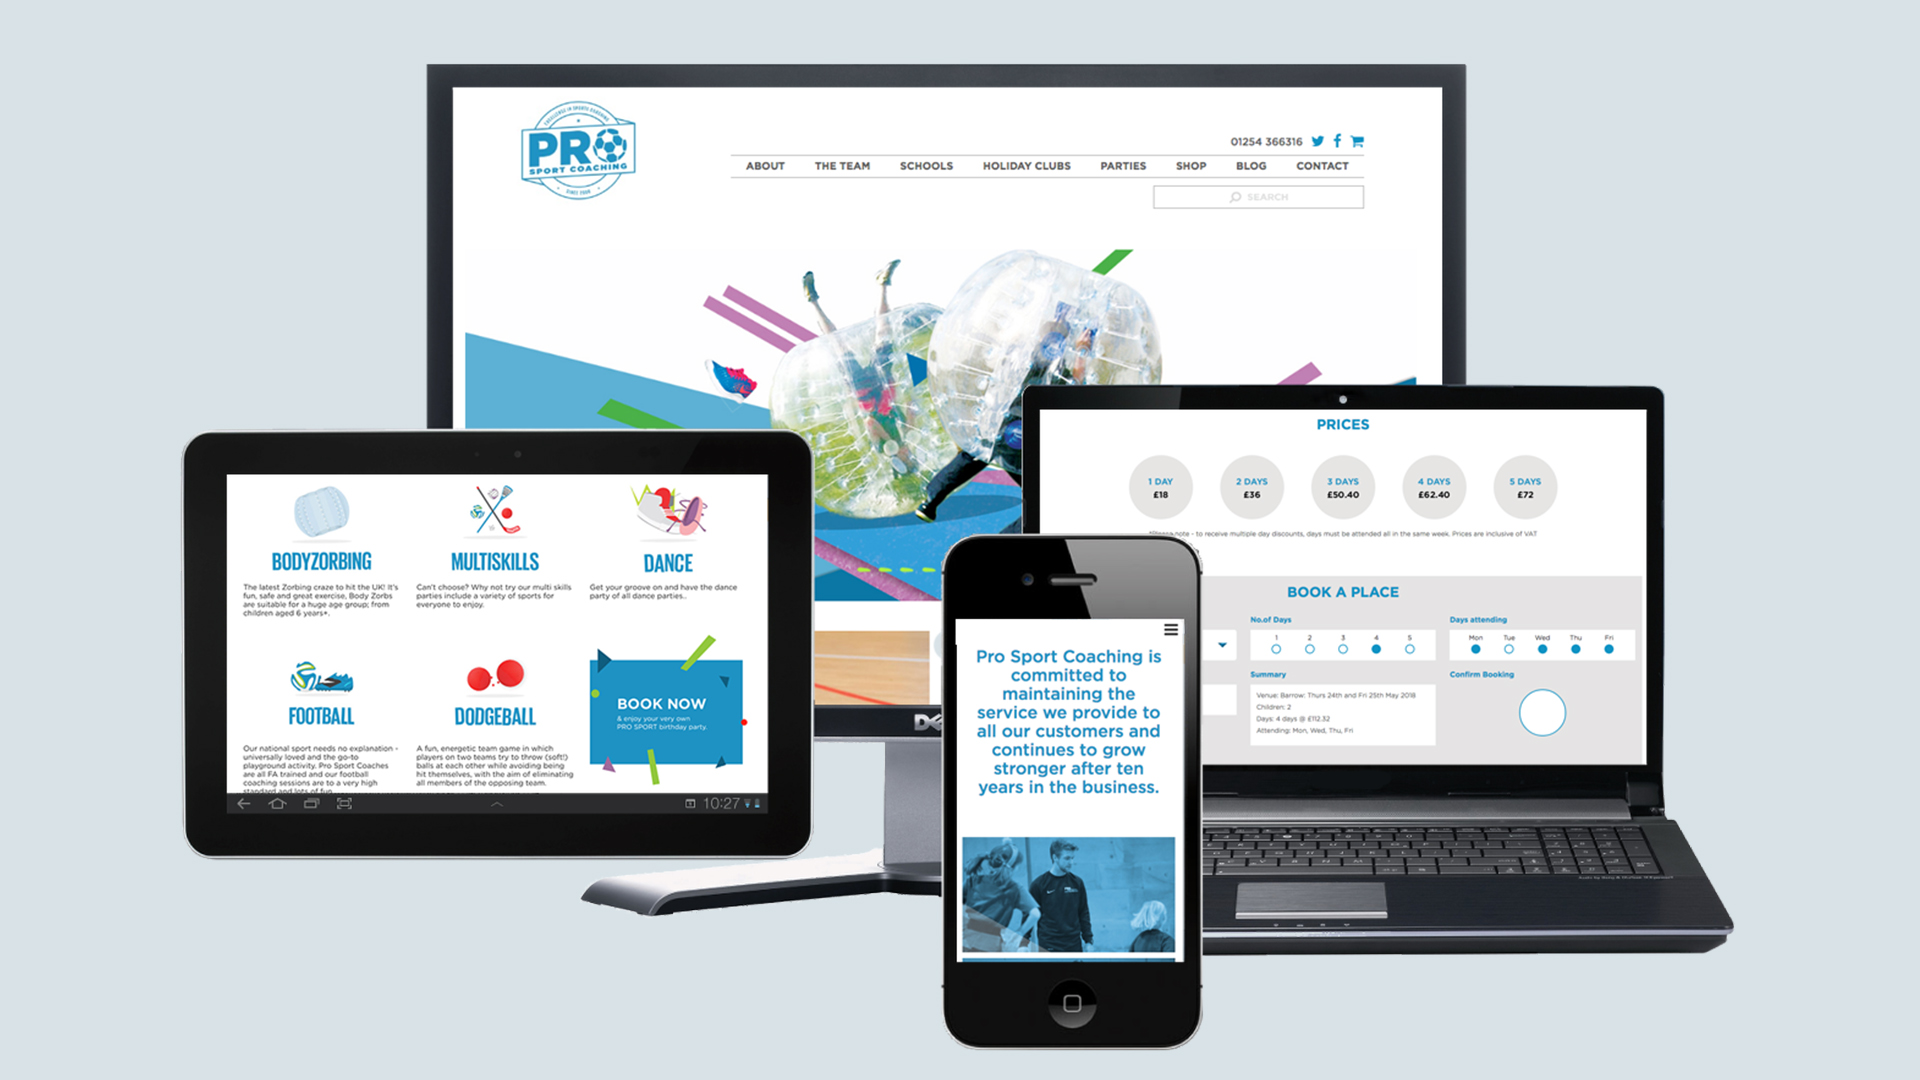 EXCELLENCE IN SPORTS COACHING
PRO
SPORT COACHING
SINCE
01254 366316
ABOUT THE TEAM SCHOOLS HOLIDAY CLUBS PARTIES SHOP BLOG CONTACT
SEARCH
BODYZORBING
The latest Zorbing craze to hit the UK! It's
fun, safe and great exercise, Body Zorbs
are suitable for a huge age group; from
children aged 6 years+.
MULTISKILLS
Can't choose? Why not try our multi skills
parties include a variety of sports for
everyone to enjoy.
DANCE
Get your groove on and have the dance
party of all dance parties..
FOOTBALL
Our national sport needs no explanation -
universally loved and the go-to
playground activity. Pro Sport Coaches
are all FA trained and our football
coaching sessions are to a very high
standard and lots of fun
DODGEBALL
A fun, energetic team game in which
players on two teams try to throw (soft!)
balls at each other while avoiding being
hit themselves, with the aim of eliminating
all members of the opposing team.
BOOK NOW
& enjoy your very own
PRO SPORT birthday party.
10:27
PRICES
1 DAY
£18
2 DAYS
£36
3 DAYS
£50.40
4 DAYS
£62.40
5 DAYS
£72
note - to receive multiple day discounts, days must be attended all in the same week. Prices are inclusive of VAT
BOOK A PLACE
No.of Days
1 2 3 4 5
Days attending
Mon Tue Wed Thu Fri
Summary
Venue: Barrow: Thurs 24th and Fri 25th May 2018
Children: 2
Days: 4 days @ £112.32
Attending: Mon, Wed, Thu, Fri
Confirm Booking
Pro Sport Coaching is
committed to
maintaining the
service we provide to
all our customers and
continues to grow
stronger after ten
years in the business.